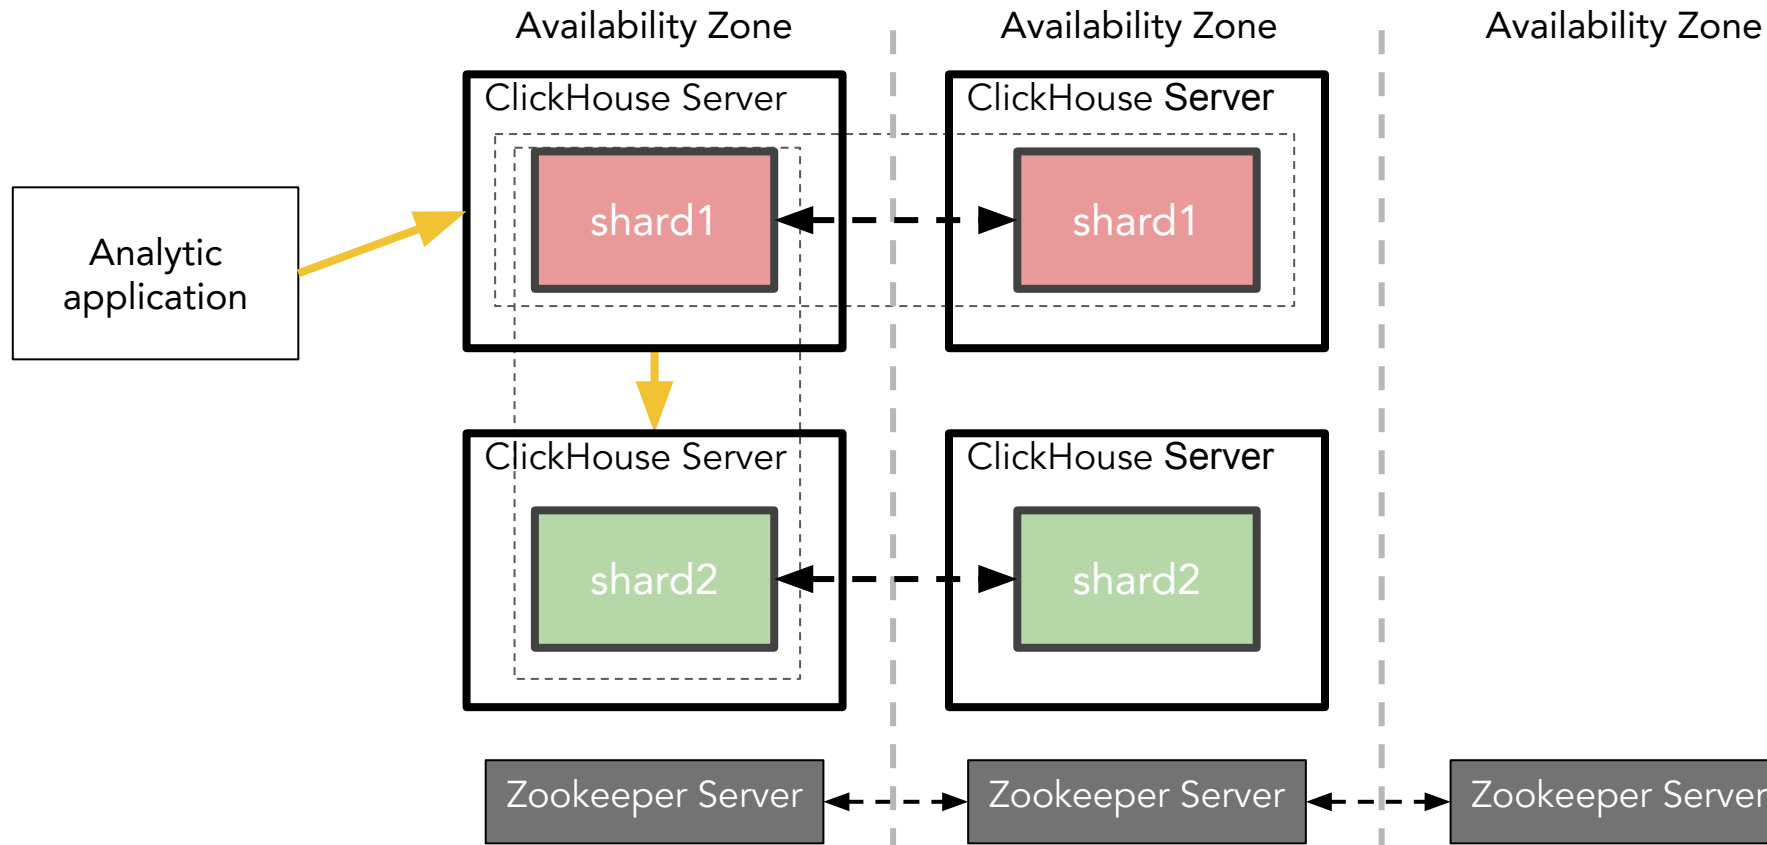 Availability Zone
Availability Zone
Availability Zone
ClickHouse Server
ClickHouse Server
shard1
shard1
Analytic
application
ClickHouse Server
ClickHouse Server
shard2
shard2
Zookeeper Server
Zookeeper Server
Zookeeper Server